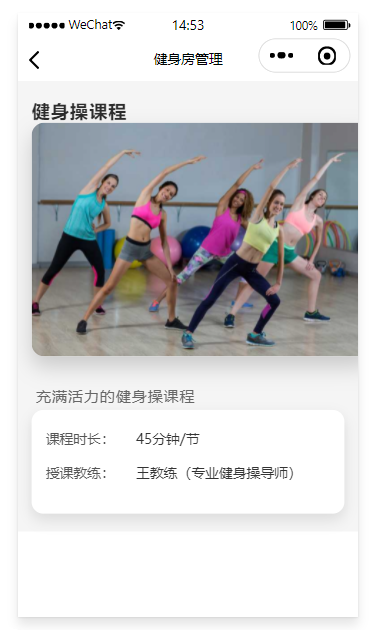 WeChat 14:53 100%
健身房管理
健身操课程
充满活力的健身操课程
课程时长： 45分钟/节
授课教练： 王教练（专业健身操导师）